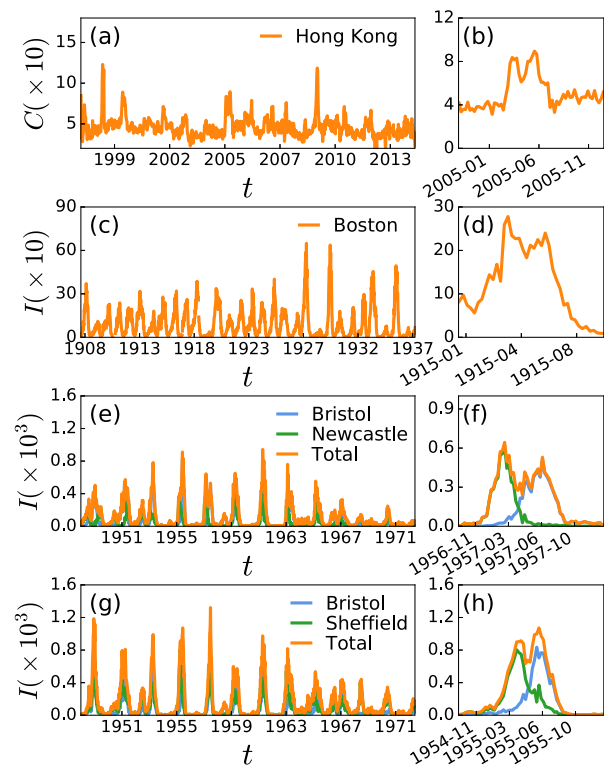 (a)
Hong Kong
C(×10)
15
10
5
1999 2002 2005 2007 2010 2013
t
(b)
12
8
4
0
2005-01 2005-06 2005-11
(c)
Boston
I(×10)
90
60
30
0
1908 1913 1918 1923 1927 1932 1937
t
(d)
30
20
10
0
1915-01 1915-04 1915-08
(e)
Bristol
Newcastle
Total
I(×10³)
1.6
1.2
0.8
0.4
0.0
1951 1955 1959 1963 1967 1971
t
(f)
0.9
0.6
0.3
0.0
1956-11 1957-03 1957-06 1957-10
(g)
Bristol
Sheffield
Total
I(×10³)
1.6
1.2
0.8
0.4
0.0
1951 1955 1959 1963 1967 1971
t
(h)
1.6
1.2
0.8
0.4
0.0
1954-11 1955-03 1955-06 1955-10